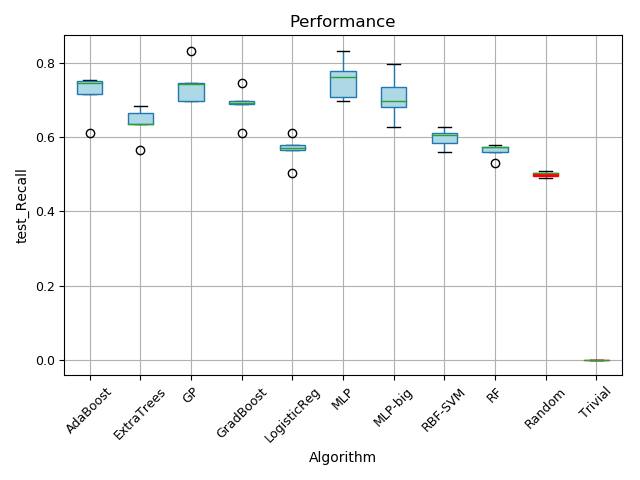 Performance
test_Recall
0.8
0.6
0.4
0.2
0.0
AdaBoost
ExtraTrees
GP
GradBoost
LogisticReg
MLP
MLP-big
RBF-SVM
RF
Random
Trivial
Algorithm